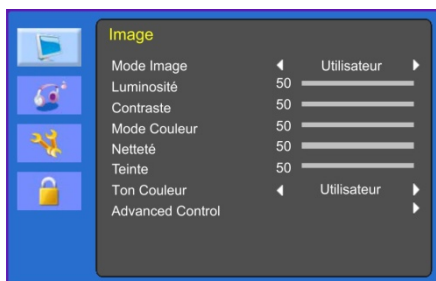 Image
Mode Image Utilisateur
Luminosité 50
Contraste 50
Mode Couleur 50
Netteté 50
Teinte 50
Ton Couleur Utilisateur
Advanced Control